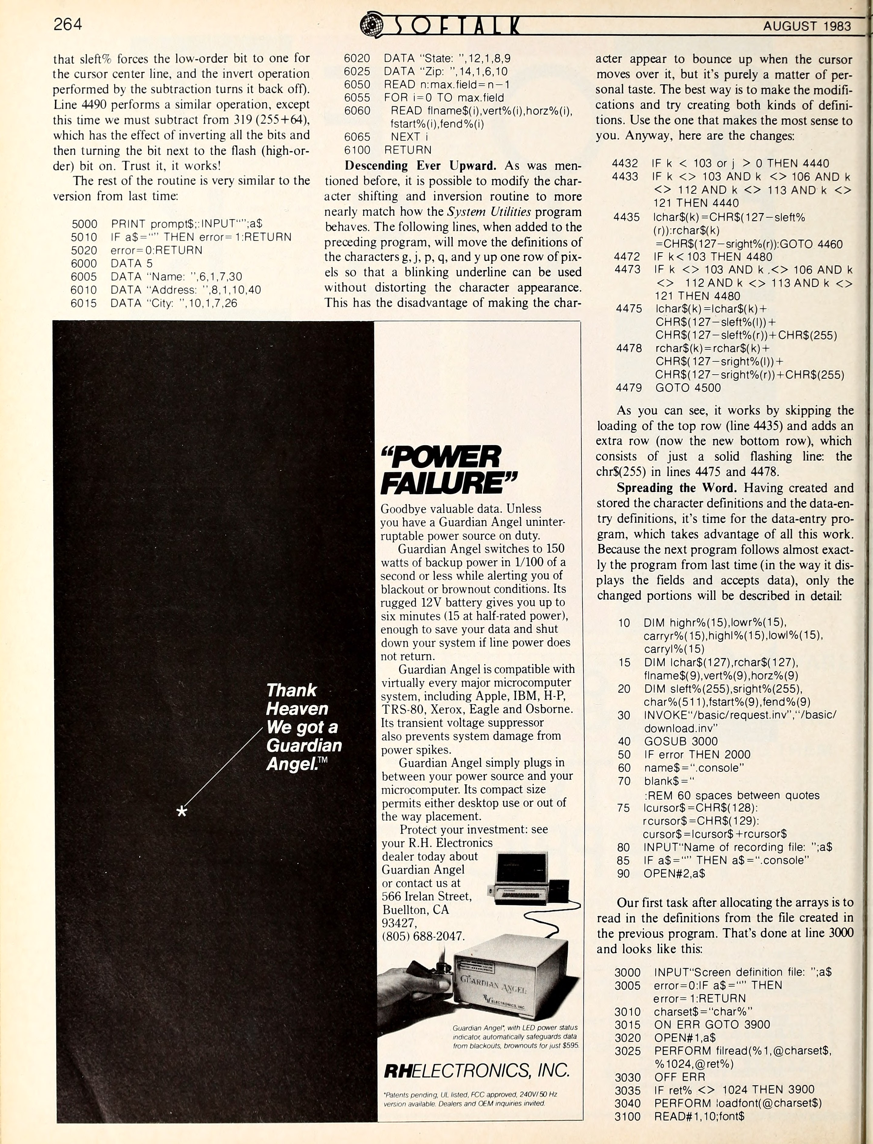 264
SOFTALK
AUGUST 1983
that sleft% forces the low-order bit to one for
the cursor center line, and the invert operation
performed by the subtraction turns it back off).
Line 4490 performs a similar operation, except
this time we must subtract from 319 (255+64),
which has the effect of inverting all the bits and
then turning the bit next to the flash (high-or-
der) bit on. Trust it, it works!
The rest of the routine is very similar to the
version from last time:
5000 PRINT prompt$;:INPUT"";a$
5010 IF a$="" THEN error=1:RETURN
5020 error=0:RETURN
6000 DATA 5
6005 DATA "Name: ",6,1,7,30
6010 DATA "Address: ",8,1,10,40
6015 DATA "City: ",10,1,7,26
6020 DATA "State: ",12,1,8,9
6025 DATA "Zip: ",14,1,6,10
6050 READ n:max.field=n-1
6055 FOR i=0 TO max.field
6060 READ flname$(i),vert%(i),horz%(i),
fstart%(i),fend%(i)
6065 NEXT i
6100 RETURN
Descending Ever Upward. As was men-
tioned before, it is possible to modify the char-
acter shifting and inversion routine to more
nearly match how the System Utilities program
behaves. The following lines, when added to the
preceding program, will move the definitions of
the characters g, j, p, q, and y up one row of pix-
els so that a blinking underline can be used
without distorting the character appearance.
This has the disadvantage of making the char-
acter appear to bounce up when the cursor
moves over it, but it's purely a matter of per-
sonal taste. The best way is to make the modifi-
cations and try creating both kinds of defini-
tions. Use the one that makes the most sense to
you. Anyway, here are the changes:
4432 IF k < 103 or j > 0 THEN 4440
4433 IF k <> 103 AND k <> 106 AND k
<> 112 AND k <> 113 AND k <>
121 THEN 4440
4435 lchar$(k)=CHR$(127-sleft%
(r)):rchar$(k)
=CHR$(127-sright%(r)):GOTO 4460
4472 IF k<103 THEN 4480
4473 IF k <> 103 AND k <> 106 AND k
<> 112 AND k <> 113 AND k <>
121 THEN 4480
4475 lchar$(k)=lchar$(k)+
CHR$(127-sleft%(l))+
CHR$(127-sleft%(r))+CHR$(255)
4478 rchar$(k)=rchar$(k)+
CHR$(127-sright%(l))+
CHR$(127-sright%(r))+CHR$(255)
4479 GOTO 4500
As you can see, it works by skipping the
loading of the top row (line 4435) and adds an
extra row (now the new bottom row), which
consists of just a solid flashing line: the
chr$(255) in lines 4475 and 4478.
Spreading the Word. Having created and
stored the character definitions and the data-en-
try definitions, it's time for the data-entry pro-
gram, which takes advantage of all this work.
Because the next program follows almost exact-
ly the program from last time (in the way it dis-
plays the fields and accepts data), only the
changed portions will be described in detail:
10 DIM highr%(15),lowr%(15),
carryr%(15),highl%(15),lowl%(15),
carryl%(15)
15 DIM lchar$(127),rchar$(127),
flname$(9),vert%(9),horz%(9)
20 DIM sleft%(255),sright%(255),
char%(511),fstart%(9),fend%(9)
30 INVOKE"/basic/request.inv","/basic/
download.inv"
40 GOSUB 3000
50 IF error THEN 2000
60 name$=".console"
70 blank$="
:REM 60 spaces between quotes
75 lcursor$=CHR$(128):
rcursor$=CHR$(129):
cursor$=lcursor$+rcursor$
80 INPUT"Name of recording file: ";a$
85 IF a$="" THEN a$=".console"
90 OPEN#2,a$
Our first task after allocating the arrays is to
read in the definitions from the file created in
the previous program. That's done at line 3000
and looks like this:
3000 INPUT"Screen definition file: ";a$
3005 error=0:IF a$="" THEN
error=1:RETURN
3010 charset$="char%"
3015 ON ERR GOTO 3900
3020 OPEN#1,a$
3025 PERFORM filread(%1,@charset$,
%1024,@ret%)
3030 OFF ERR
3035 IF ret% <> 1024 THEN 3900
3040 PERFORM loadfont(@charset$)
3100 READ#1,10;font$
Thank
Heaven
We got a
Guardian
Angel.™
*
"POWER
FAILURE"
Goodbye valuable data. Unless
you have a Guardian Angel uninter-
ruptable power source on duty.
Guardian Angel switches to 150
watts of backup power in 1/100 of a
second or less while alerting you of
blackout or brownout conditions. Its
rugged 12V battery gives you up to
six minutes (15 at half-rated power),
enough to save your data and shut
down your system if line power does
not return.
Guardian Angel is compatible with
virtually every major microcomputer
system, including Apple, IBM, H-P,
TRS-80, Xerox, Eagle and Osborne.
Its transient voltage suppressor
also prevents system damage from
power spikes.
Guardian Angel simply plugs in
between your power source and your
microcomputer. Its compact size
permits either desktop use or out of
the way placement.
Protect your investment: see
your R.H. Electronics
dealer today about
Guardian Angel
or contact us at
566 Irelan Street,
Buellton, CA
93427,
(805) 688-2047.
GUARDIAN ANGEL
ELECTRONICS INC.
Guardian Angel*, with LED power status
indicator, automatically safeguards data
from blackouts, brownouts for just $595.
RHELECTRONICS, INC.
*Patents pending, UL listed, FCC approved, 240V/50 Hz
version available. Dealers and OEM inquiries invited.